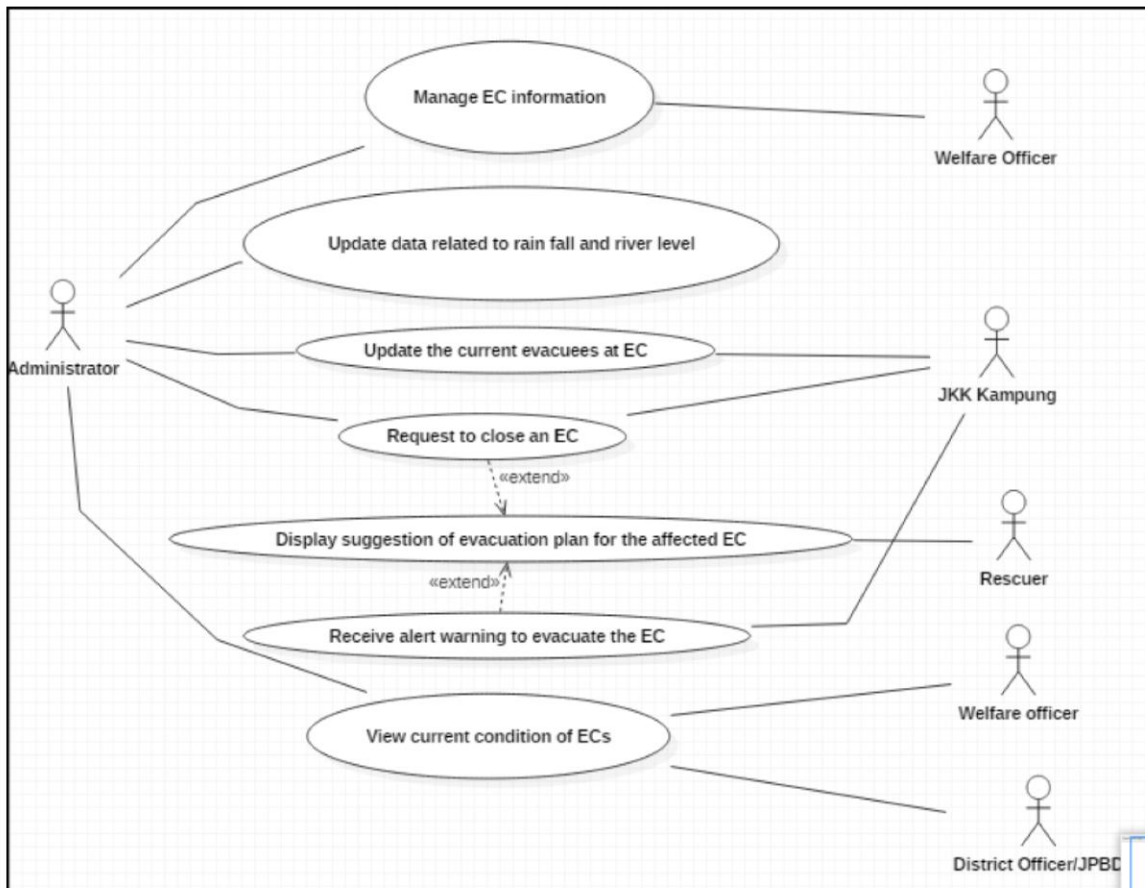 Manage EC information
Welfare Officer
Update data related to rain fall and river level
Administrator
Update the current evacuees at EC
JKK Kampung
Request to close an EC
«extend»
Display suggestion of evacuation plan for the affected EC
Rescuer
«extend»
Receive alert warning to evacuate the EC
Welfare officer
View current condition of ECs
District Officer/JPBD